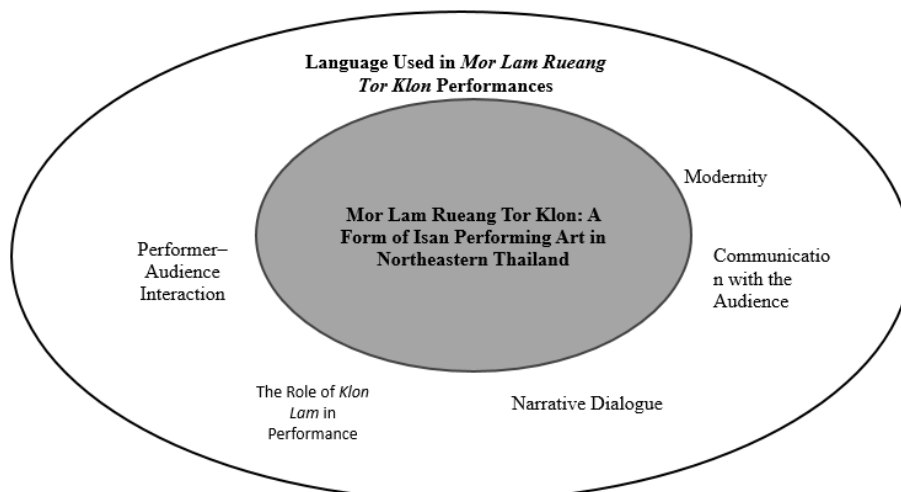 Language Used in Mor Lam Rueang
Tor Klon Performances
Modernity
Mor Lam Rueang Tor Klon: A
Form of Isan Performing Art in
Northeastern Thailand
Performer–
Audience
Interaction
Communicatio
n with the
Audience
The Role of Klon
Lam in
Performance
Narrative Dialogue